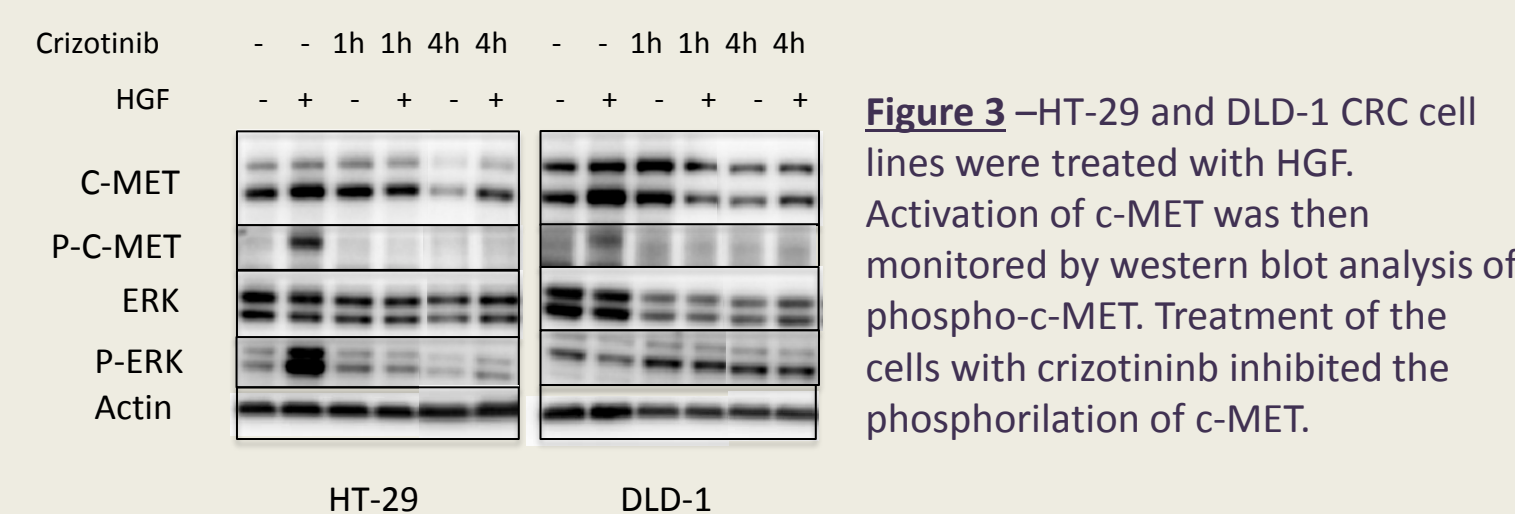 Crizotinib - - 1h 1h 4h 4h - - 1h 1h 4h 4h
HGF - + - + - + - + - + - +
C-MET
P-C-MET
ERK
P-ERK
Actin
HT-29 DLD-1
Figure 3 –HT-29 and DLD-1 CRC cell
lines were treated with HGF.
Activation of c-MET was then
monitored by western blot analysis of
phospho-c-MET. Treatment of the
cells with crizotininb inhibited the
phosphorilation of c-MET.